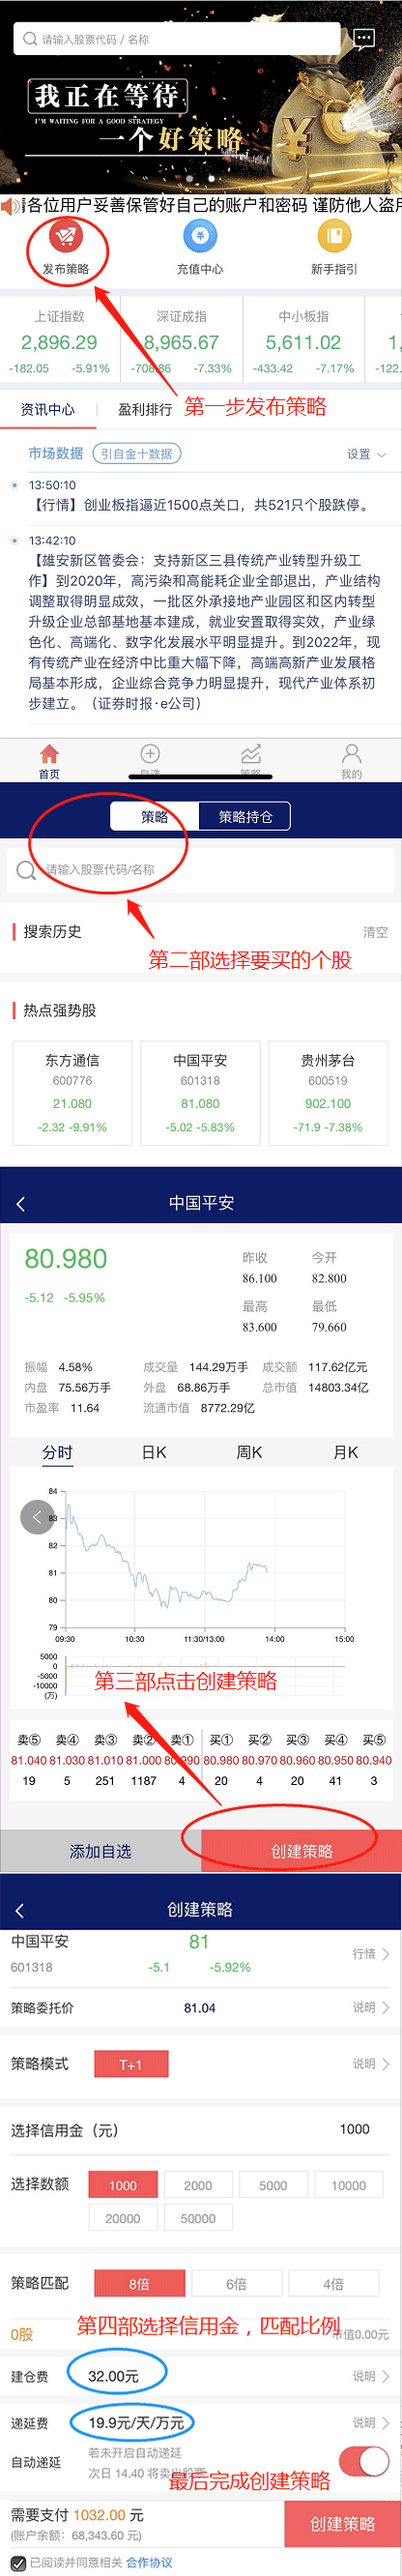 请输入股票代码 / 名称
我正在等待
I'M WAITING FOR A GOOD STRATEGY
一个好策略
各位用户妥善保管好自己的账户和密码 谨防他人盗用
发布策略 充值中心 新手指引
上证指数 深证成指 中小板指
2,896.29 8,965.67 5,611.02 1,
-182.05 -5.91% -708.86 -7.33% -433.42 -7.17% -122.
资讯中心 盈利排行 第一步发布策略
市场数据 引自金十数据 设置
13:50:10
【行情】创业板指逼近1500点关口，共521只个股跌停。
13:42:10
【雄安新区管委会：支持新区三县传统产业转型升级工
作】到2020年，高污染和高能耗企业全部退出，产业结构
调整取得明显成效，一批区外承接地产业园区和区内转型
升级企业总部基地基本建成，就业安置取得实效，产业绿
色化、高端化、数字化发展水平明显提升。到2022年，现
有传统产业在经济中比重大幅下降，高端高新产业发展格
局基本形成，企业综合竞争力明显提升，现代产业体系初
步建立。（证券时报·e公司）
首页 自选 策略 我的
策略 策略持仓
请输入股票代码/名称
搜索历史 清空
第二部选择要买的个股
热点强势股
东方通信 中国平安 贵州茅台
600776 601318 600519
21.080 81.080 902.100
-2.32 -9.91% -5.02 -5.83% -71.9 -7.38%
中国平安
80.980 昨收 今开
86.100 82.800
-5.12 -5.95% 最高 最低
83.600 79.660
振幅 4.58% 成交量 144.29万手 成交额 117.62亿元
内盘 75.56万手 外盘 68.86万手 总市值 14803.34亿
市盈率 11.64 流通市值 8772.29亿
分时 日K 周K 月K
84
83
82
81
80
79
09:30 10:30 11:30/13:00 14:00 15:00
5000
0
-5000
-10000
(万)
第三部点击创建策略
卖⑤ 卖④ 卖③ 卖② 卖① 买① 买② 买③ 买④ 买⑤
81.040 81.030 81.010 81.000 80.990 80.980 80.970 80.960 80.950 80.940
19 5 251 1187 4 20 4 20 41 3
添加自选 创建策略
创建策略
中国平安 81 行情
601318 -5.1 -5.92%
策略委托价 81.04 说明
策略模式 T+1 说明
选择信用金（元） 1000
选择数额 1000 2000 5000 10000
20000 50000
策略匹配 8倍 6倍 4倍
第四部选择信用金，匹配比例
0股 市值0.00元
建仓费 32.00元 说明
递延费 19.9元/天/万元 说明
自动递延 若未开启自动递延
次日 14.40 将卖出股票
最后完成创建策略
需要支付 1032.00 元 创建策略
(账户余额：68,343.60 元)
已阅读并同意相关 合作协议